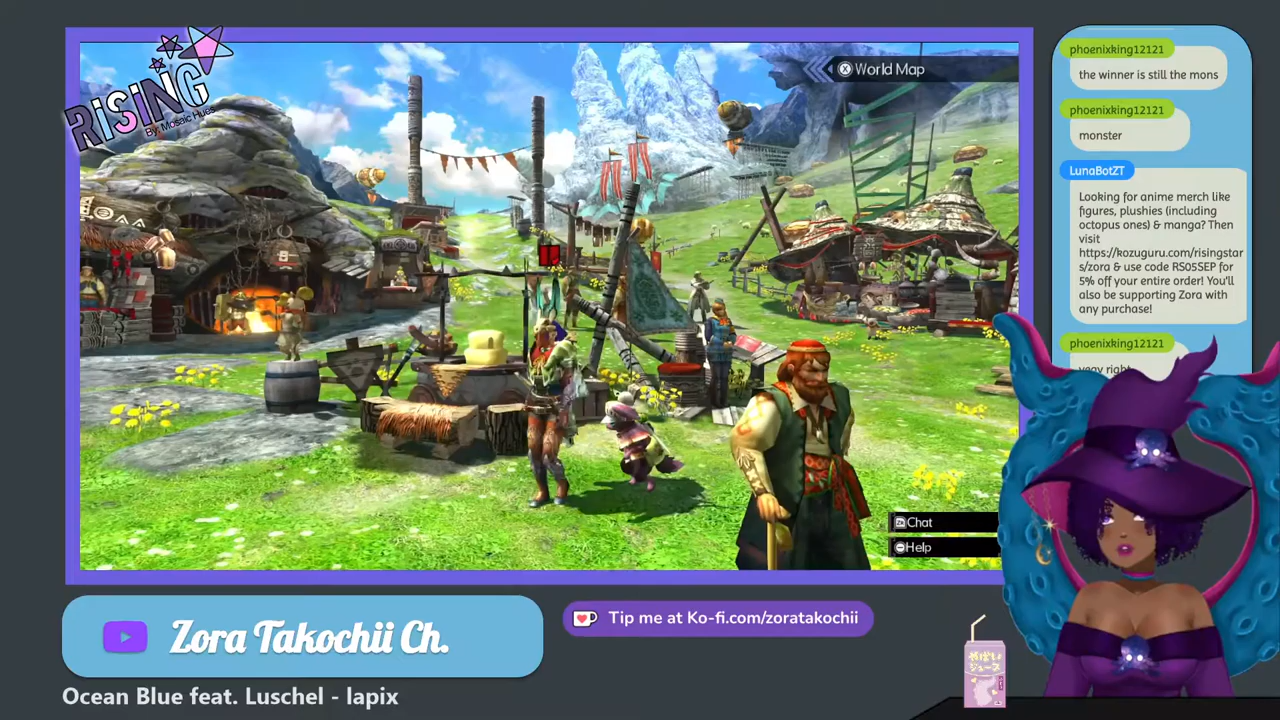 RiSiNG
By: Mosaic Hues
World Map
Chat
Help
phoenixking12121
the winner is still the mons
phoenixking12121
monster
LunaBotZT
Looking for anime merch like
figures, plushies (including
octopus ones) & manga? Then
visit
https://kozuguru.com/risingstar
s/zora & use code RS05SEP for
5% off your entire order! You'll
also be supporting Zora with
any purchase!
phoenixking12121
yeay right
Zora Takochii Ch.
Tip me at Ko-fi.com/zoratakochii
Ocean Blue feat. Luschel - lapix